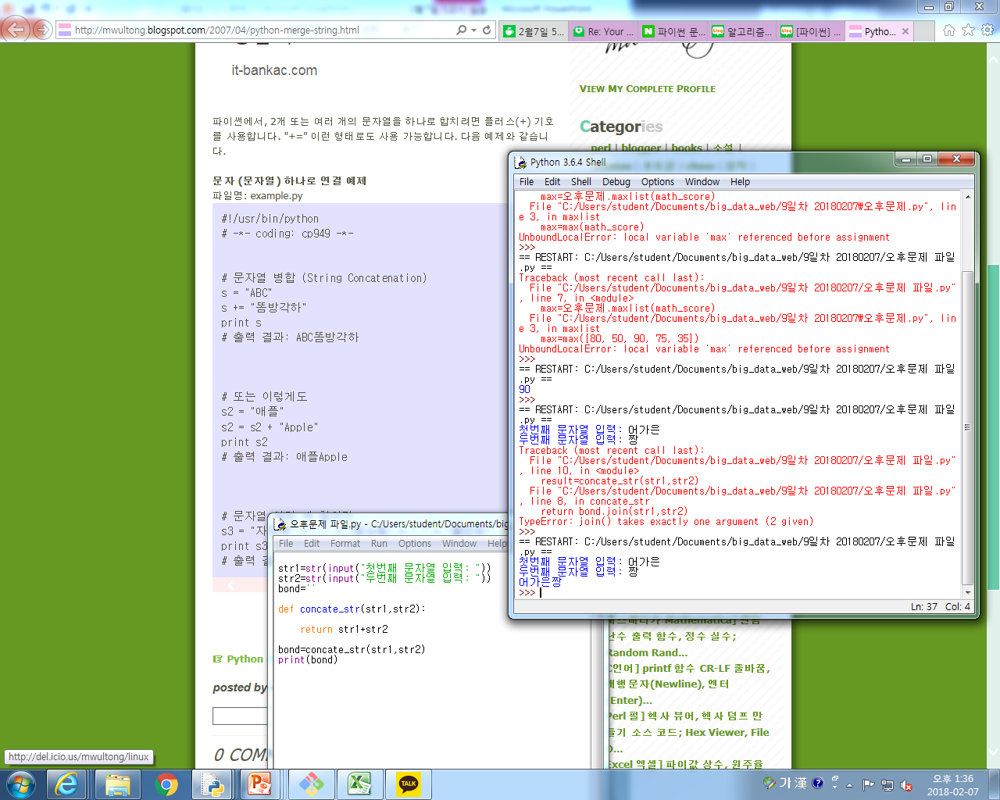 http://mwultong.blogspot.com/2007/04/python-merge-string.html
2월7일 5...
Re: Your ...
파이썬 문...
알고리즘...
[파이썬] ...
Pytho...
it-bankac.com
VIEW MY COMPLETE PROFILE
Categories
perl | blogger | books | 소설 |
파이썬에서, 2개 또는 여러 개의 문자열을 하나로 합치려면 플러스(+) 기호
를 사용합니다. "+=" 이런 형태로도 사용 가능합니다. 다음 예제와 같습니
다.
문자 (문자열) 하나로 연결 예제
파일명: example.py
#!/usr/bin/python
# -*- coding: cp949 -*-
# 문자열 병합 (String Concatenation)
s = "ABC"
s += "똠방각하"
print s
# 출력 결과: ABC똠방각하
# 또는 이렇게도
s2 = "애플"
s2 = s2 + "Apple"
print s2
# 출력 결과: 애플Apple
# 문자열
s3 = "자
print s3
# 출력 결
Python
posted by
0 COM
http://del.icio.us/mwultong/linux
Python 3.6.4 Shell
File Edit Shell Debug Options Window Help
max=오후문제.maxlist(math_score)
File "C:/Users/student/Documents/big_data_web/9일차 20180207\오후문제.py", lin
e 3, in maxlist
max=max(math_score)
UnboundLocalError: local variable 'max' referenced before assignment
>>>
== RESTART: C:/Users/student/Documents/big_data_web/9일차 20180207/오후문제 파일
.py ==
Traceback (most recent call last):
File "C:/Users/student/Documents/big_data_web/9일차 20180207/오후문제 파일.py"
, line 7, in <module>
max=오후문제.maxlist(math_score)
File "C:/Users/student/Documents/big_data_web/9일차 20180207\오후문제.py", lin
e 3, in maxlist
max=max([80, 50, 90, 75, 35])
UnboundLocalError: local variable 'max' referenced before assignment
>>>
== RESTART: C:/Users/student/Documents/big_data_web/9일차 20180207/오후문제 파일
.py ==
90
>>>
== RESTART: C:/Users/student/Documents/big_data_web/9일차 20180207/오후문제 파일
.py ==
첫번째 문자열 입력: 어가은
두번째 문자열 입력: 짱
Traceback (most recent call last):
File "C:/Users/student/Documents/big_data_web/9일차 20180207/오후문제 파일.py"
, line 10, in <module>
result=concate_str(str1,str2)
File "C:/Users/student/Documents/big_data_web/9일차 20180207/오후문제 파일.py"
, line 8, in concate_str
return bond.join(str1,str2)
TypeError: join() takes exactly one argument (2 given)
>>>
== RESTART: C:/Users/student/Documents/big_data_web/9일차 20180207/오후문제 파일
.py ==
첫번째 문자열 입력: 어가은
두번째 문자열 입력: 짱
어가은짱
>>>
Ln: 37 Col: 4
오후문제 파일.py - C:/Users/student/Documents/big
File Edit Format Run Options Window Help
str1=str(input("첫번째 문자열 입력: "))
str2=str(input("두번째 문자열 입력: "))
bond=''
def concate_str(str1,str2):
return str1+str2
bond=concate_str(str1,str2)
print(bond)
Mathematica]
난수 출력 함수, 정수 실수;
Random Rand...
C언어] printf 함수 CR-LF 줄바꿈,
개행 문자(Newline), 엔터
(Enter)...
Perl 펄] 헥사 뷰어, 헥사 덤프 만
들기 소스 코드; Hex Viewer, File
D...
Excel 엑셀] 파이값 상수, 원주율
TALK
가 漢
오후 1:36
2018-02-07